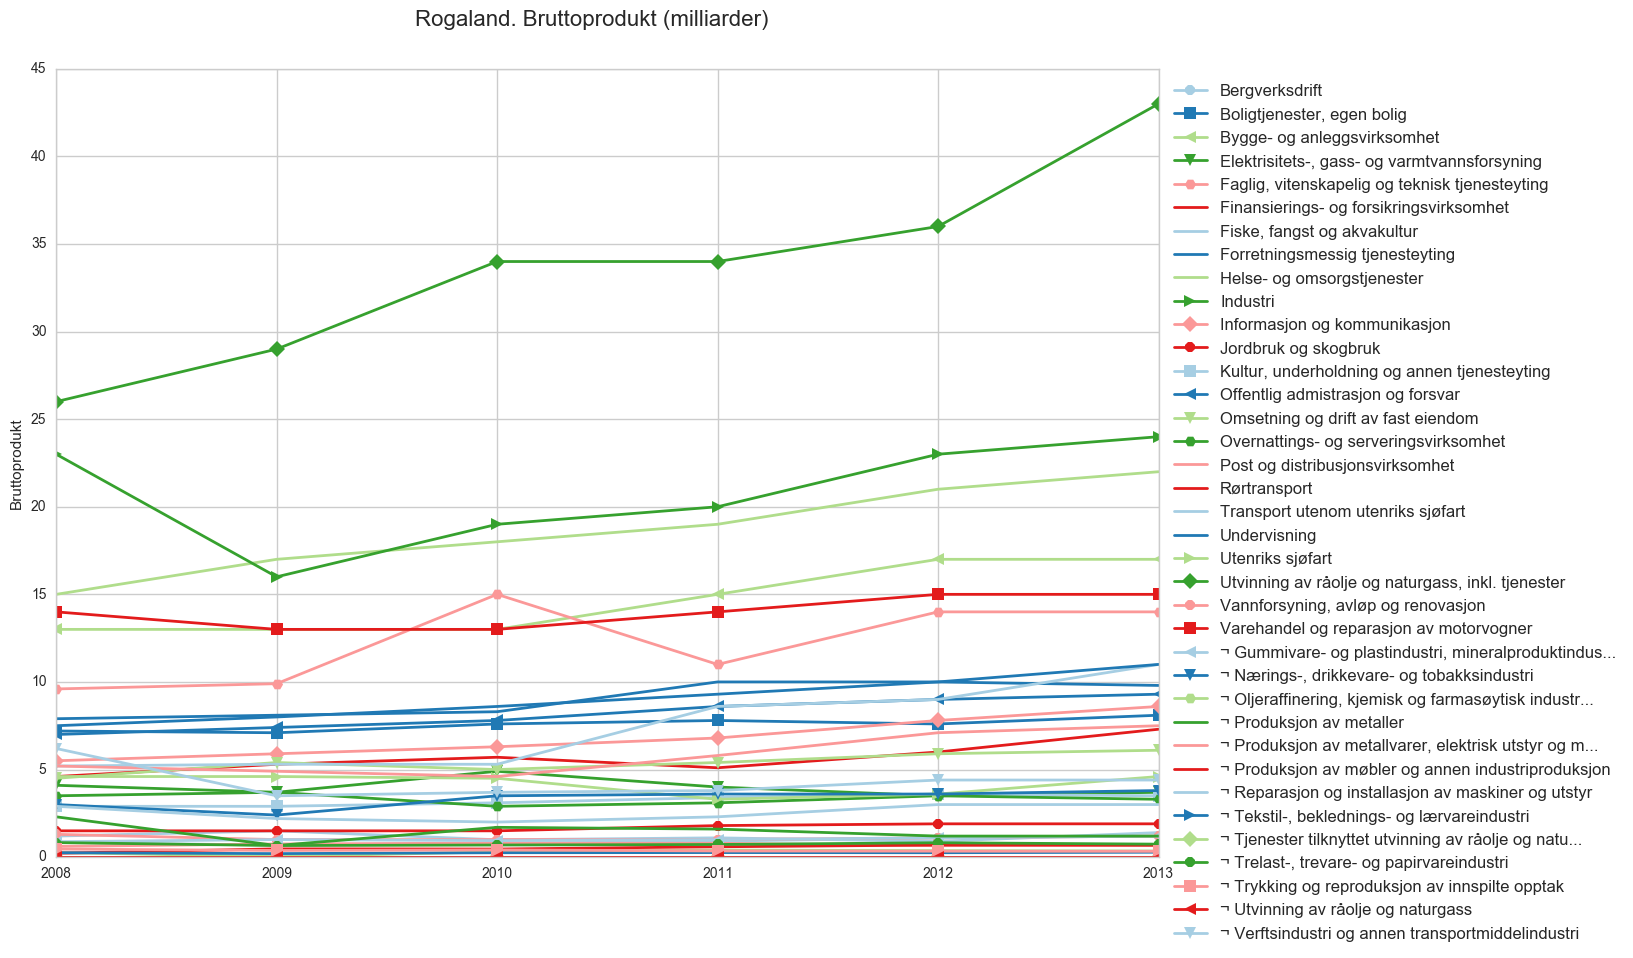 Rogaland. Bruttoprodukt (milliarder)
45
40
35
30
25
20
15
10
5
0
Bruttoprodukt
2008
2009
2010
2011
2012
2013
Bergverksdrift
Boligtjenester, egen bolig
Bygge- og anleggsvirksomhet
Elektrisitets-, gass- og varmtvannsforsyning
Faglig, vitenskapelig og teknisk tjenesteyting
Finansierings- og forsikringsvirksomhet
Fiske, fangst og akvakultur
Forretningsmessig tjenesteyting
Helse- og omsorgstjenester
Industri
Informasjon og kommunikasjon
Jordbruk og skogbruk
Kultur, underholdning og annen tjenesteyting
Offentlig admistrasjon og forsvar
Omsetning og drift av fast eiendom
Overnattings- og serveringsvirksomhet
Post og distribusjonsvirksomhet
Rørtransport
Transport utenom utenriks sjøfart
Undervisning
Utenriks sjøfart
Utvinning av råolje og naturgass, inkl. tjenester
Vannforsyning, avløp og renovasjon
Varehandel og reparasjon av motorvogner
¬ Gummivare- og plastindustri, mineralproduktindus...
¬ Nærings-, drikkevare- og tobakksindustri
¬ Oljeraffinering, kjemisk og farmasøytisk industr...
¬ Produksjon av metaller
¬ Produksjon av metallvarer, elektrisk utstyr og m...
¬ Produksjon av møbler og annen industriproduksjon
¬ Reparasjon og installasjon av maskiner og utstyr
¬ Tekstil-, beklednings- og lærvareindustri
¬ Tjenester tilknyttet utvinning av råolje og natu...
¬ Trelast-, trevare- og papirvareindustri
¬ Trykking og reproduksjon av innspilte opptak
¬ Utvinning av råolje og naturgass
¬ Verftsindustri og annen transportmiddelindustri